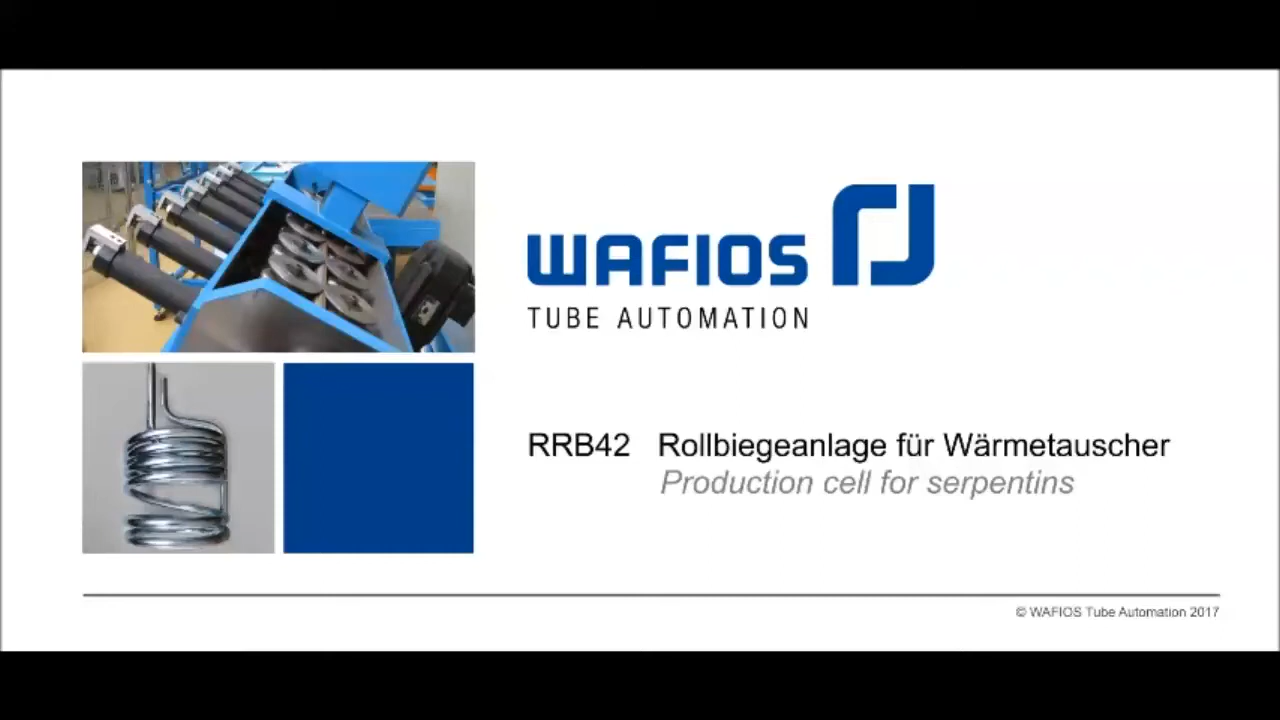 WAFIOS
TUBE AUTOMATION
RRB42 Rollbiegeanlage für Wärmetauscher
Production cell for serpentins
© WAFIOS Tube Automation 2017